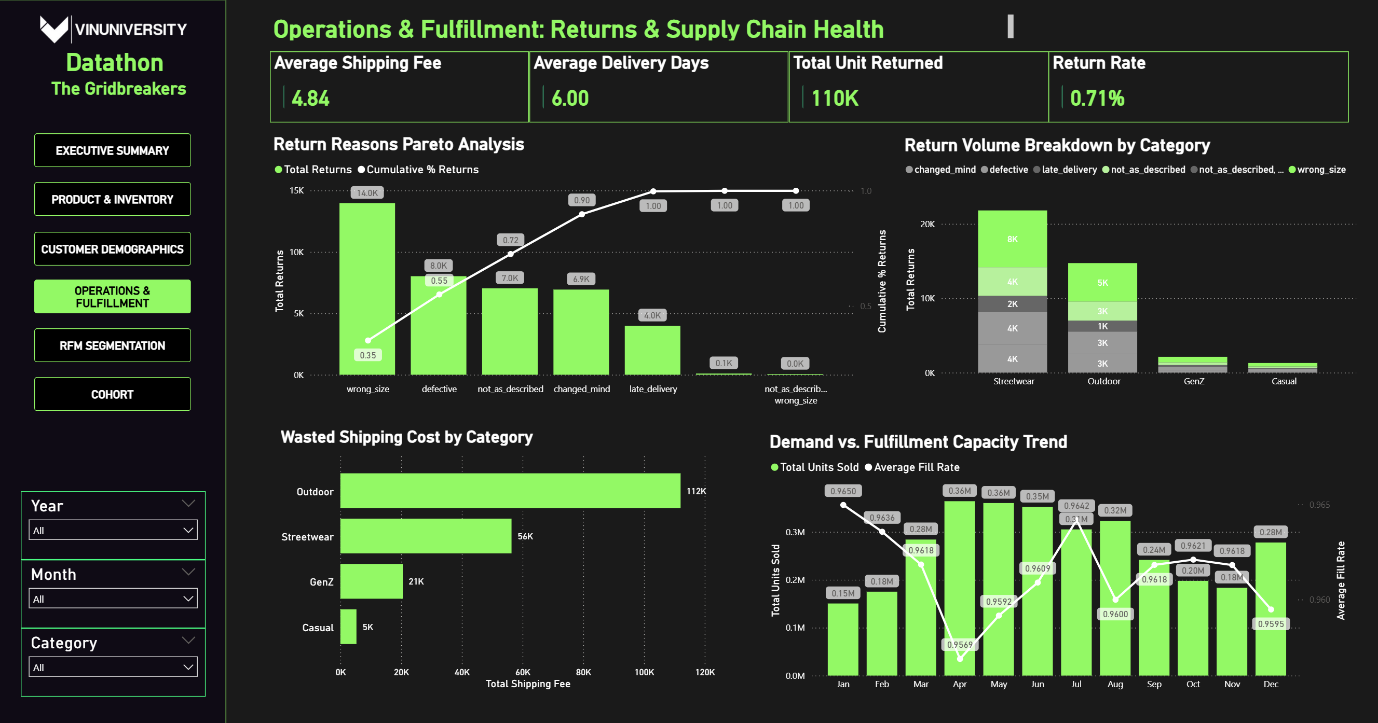 VINUNIVERSITY
Datathon
The Gridbreakers
EXECUTIVE SUMMARY
PRODUCT & INVENTORY
CUSTOMER DEMOGRAPHICS
OPERATIONS &
FULFILLMENT
RFM SEGMENTATION
COHORT
Year
All
Month
All
Category
All
Operations & Fulfillment: Returns & Supply Chain Health
Average Shipping Fee
4.84
Average Delivery Days
6.00
Total Unit Returned
110K
Return Rate
0.71%
Return Reasons Pareto Analysis
Total Returns Cumulative % Returns
15K
10K
5K
0K
Total Returns
14.0K
8.0K
7.0K
6.9K
4.0K
0.1K
0.0K
0.35
0.55
0.72
0.90
1.00
1.00
1.00
1.0
0.5
Cumulative % Returns
wrong_size
defective
not_as_described
changed_mind
late_delivery
not_as_describ...
wrong_size
Return Volume Breakdown by Category
changed_mind defective late_delivery not_as_described not_as_described, ... wrong_size
20K
10K
0K
Total Returns
8K
4K
2K
4K
4K
5K
3K
1K
3K
3K
Streetwear
Outdoor
GenZ
Casual
Wasted Shipping Cost by Category
Outdoor
112K
Streetwear
56K
GenZ
21K
Casual
5K
0K 20K 40K 60K 80K 100K 120K
Total Shipping Fee
Demand vs. Fulfillment Capacity Trend
Total Units Sold Average Fill Rate
0.3M
0.2M
0.1M
0.0M
Total Units Sold
0.15M
0.18M
0.28M
0.36M
0.36M
0.35M
0.31M
0.32M
0.24M
0.20M
0.18M
0.28M
0.9650
0.9636
0.9618
0.9569
0.9592
0.9609
0.9642
0.9600
0.9618
0.9621
0.9618
0.9595
0.965
0.960
Average Fill Rate
Jan Feb Mar Apr May Jun Jul Aug Sep Oct Nov Dec